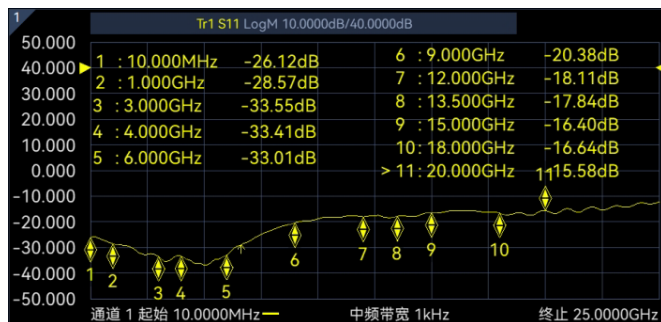 1
Tr1 S11 LogM 10.0000dB/40.0000dB
50.000
40.000
30.000
20.000
10.000
0.000
-10.000
-20.000
-30.000
-40.000
-50.000
1 : 10.000MHz -26.12dB
2 : 1.000GHz -28.57dB
3 : 3.000GHz -33.55dB
4 : 4.000GHz -33.41dB
5 : 6.000GHz -33.01dB
6 : 9.000GHz -20.38dB
7 : 12.000GHz -18.11dB
8 : 13.500GHz -17.84dB
9 : 15.000GHz -16.40dB
10: 18.000GHz -16.64dB
> 11: 20.000GHz -15.58dB
11
1
2
3
4
5
6
7
8
9
10
通道 1 起始 10.0000MHz
中频带宽 1kHz
终止 25.0000GHz